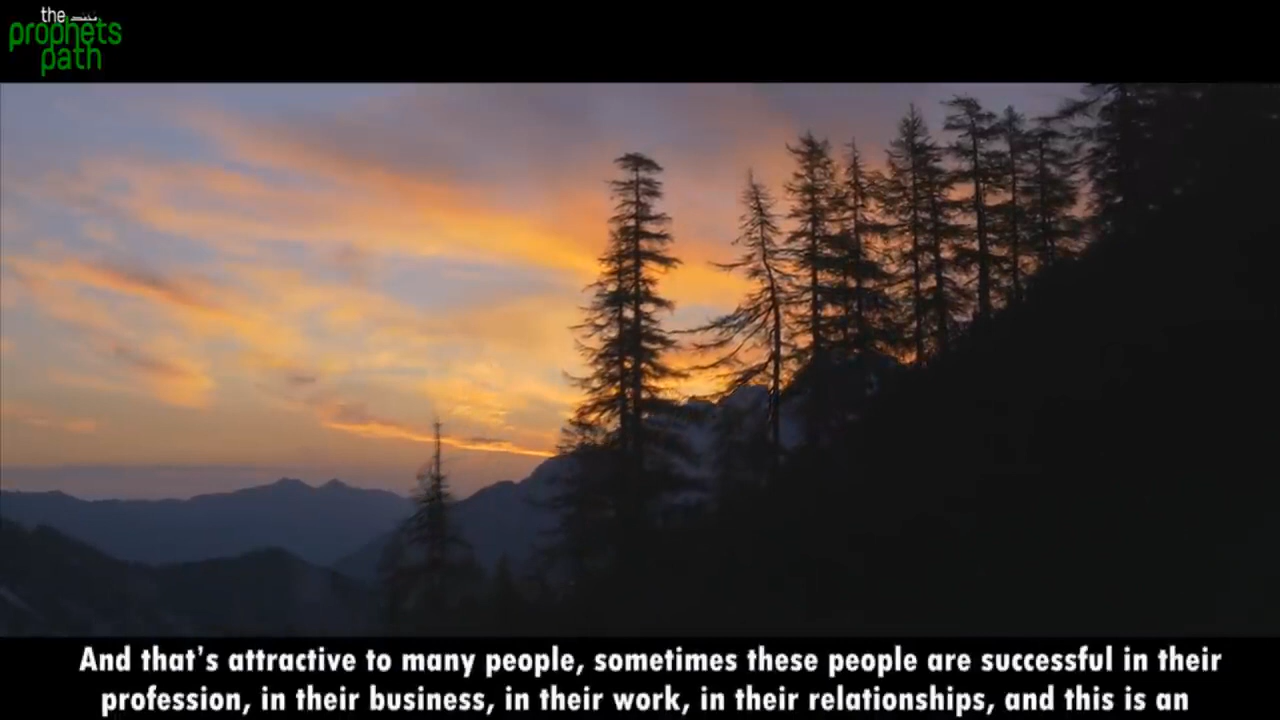 the
prophets
path
And that's attractive to many people, sometimes these people are successful in their
profession, in their business, in their work, in their relationships, and this is an